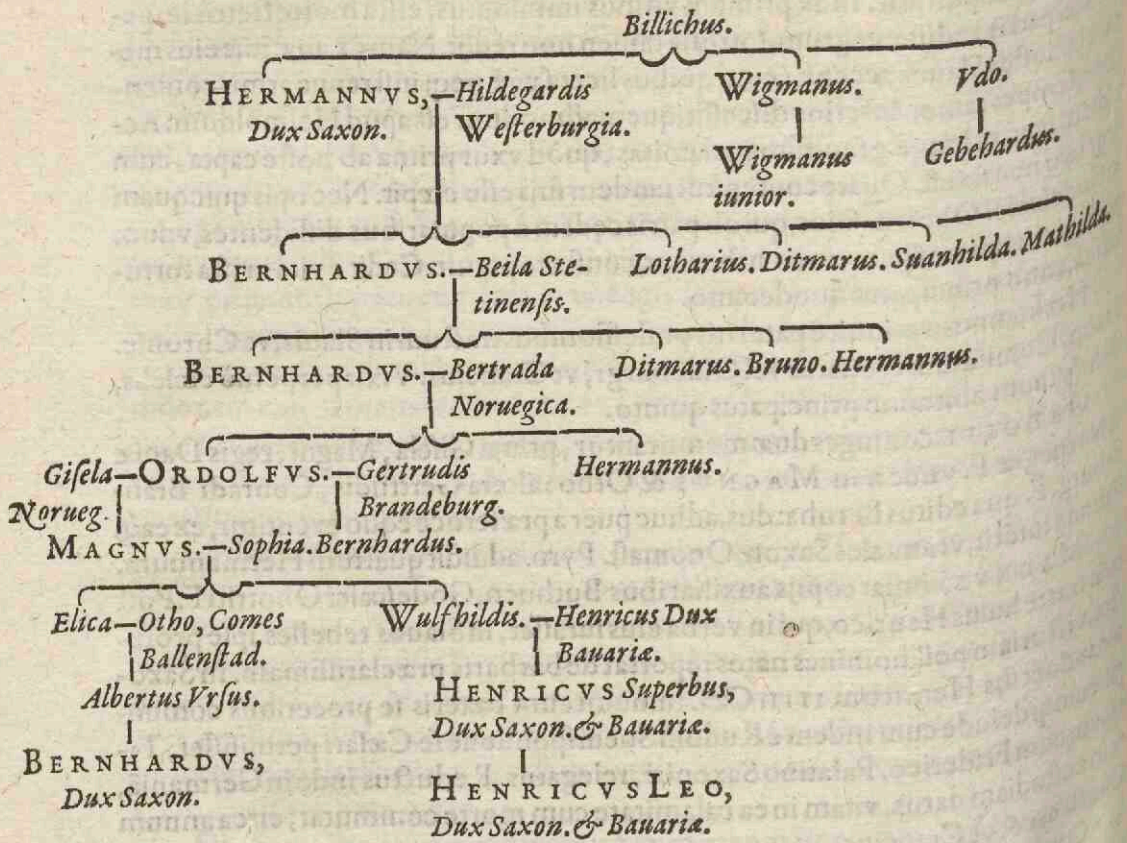 Billichus.
HERMANNVS,—Hildegardis Wigmanus. Vdo.
Dux Saxon. Westerburgia.
Wigmanus Gebehardus.
iunior.
BERNHARDVS.—Beila Ste- Lotharius. Ditmarus. Suanhilda. Mathilda.
tinensis.
BERNHARDVS.—Bertrada Ditmarus. Bruno. Hermannus.
Noruegica.
Gisela—ORDOLFVS.—Gertrudis Hermannus.
Norueg. Brandeburg.
MAGNVS.—Sophia. Bernhardus.
Elica—Otho, Comes Wulfhildis.—Henricus Dux
Ballenstad. Bauariæ.
Albertus Vrsus. HENRICVS Superbus,
Dux Saxon. & Bauariæ.
BERNHARDVS,
Dux Saxon. HENRICVS LEO,
Dux Saxon. & Bauariæ.